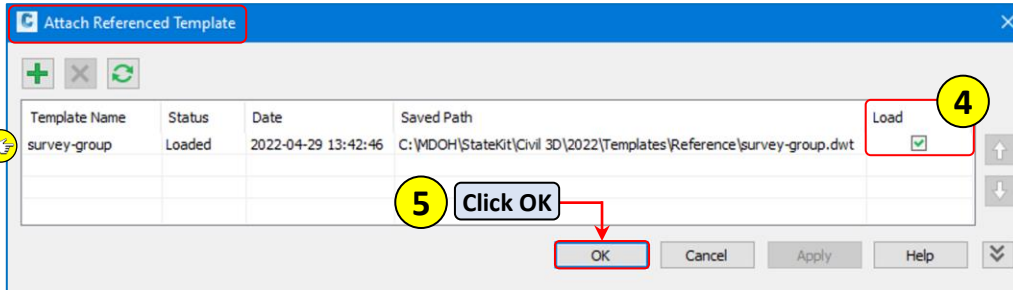 C Attach Referenced Template
4
Template Name Status Date Saved Path Load
survey-group Loaded 2022-04-29 13:42:46 C:\MDOH\StateKit\Civil 3D\2022\Templates\Reference\survey-group.dwt
5 Click OK
OK Cancel Apply Help